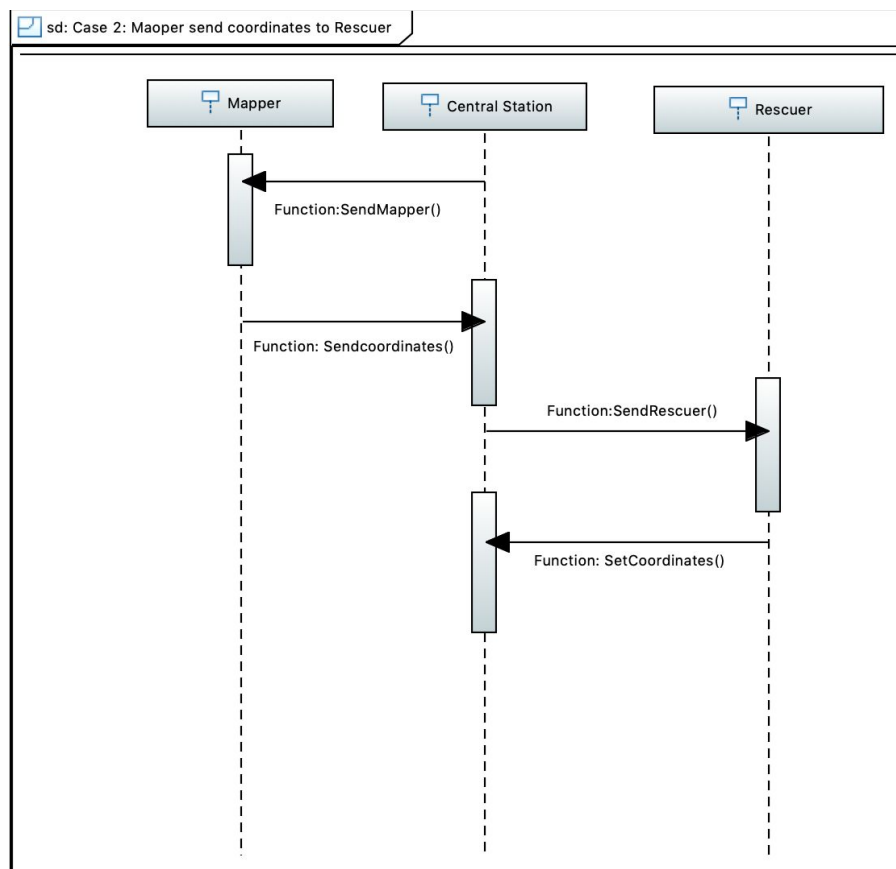 sd: Case 2: Maoper send coordinates to Rescuer
Mapper
Central Station
Rescuer
Function:SendMapper()
Function: Sendcoordinates()
Function:SendRescuer()
Function: SetCoordinates()